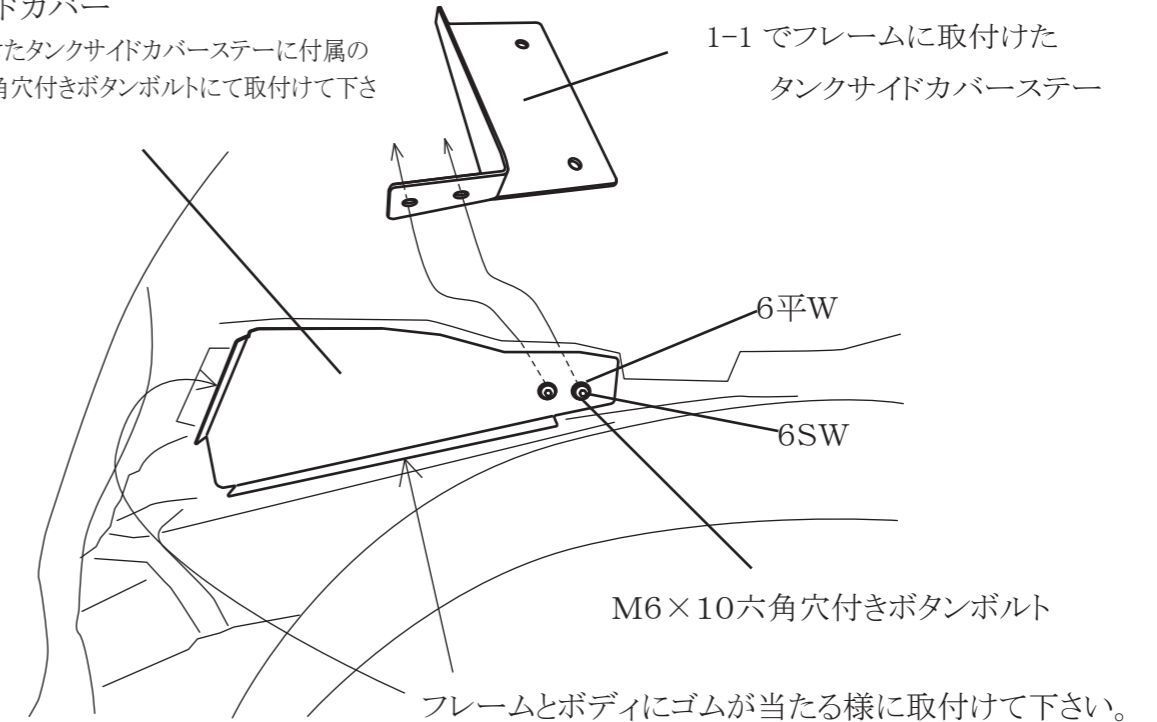 ドカバー
けたタンクサイドカバーステーに付属の
角穴付きボタンボルトにて取付けて下さ
1-1 でフレームに取付けた
タンクサイドカバーステー
6平W
6SW
M6×10六角穴付きボタンボルト
フレームとボディにゴムが当たる様に取付けて下さい。